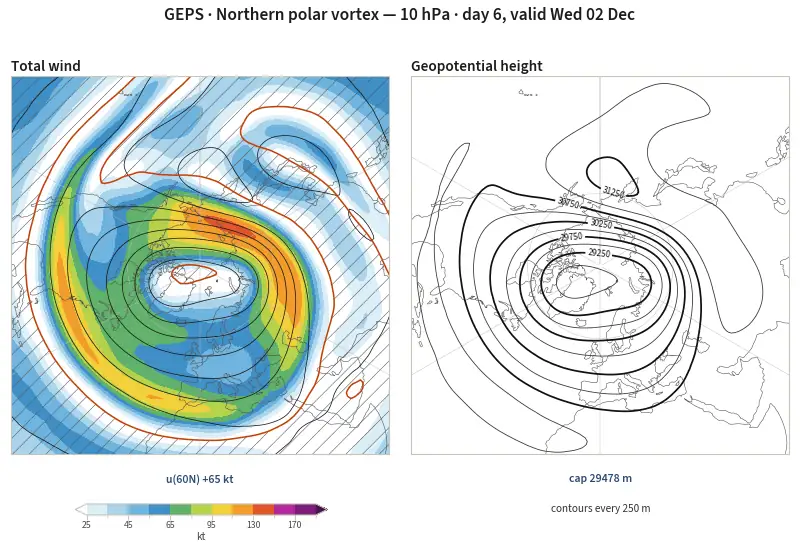 GEPS · Northern polar vortex — 10 hPa · day 6, valid Wed 02 Dec
Total wind
Geopotential height
31250
30750
30250
29750
29250
u(60N) +65 kt
cap 29478 m
contours every 250 m
25 45 65 95 130 170
kt